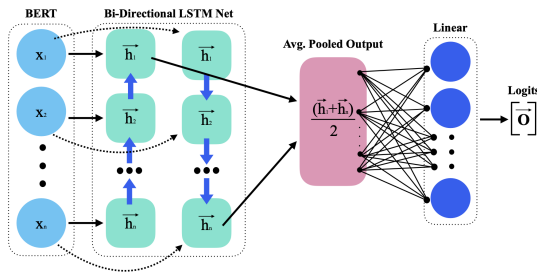 BERT
Bi-Directional LSTM Net
Linear
Avg. Pooled Output
Logits
x₁
h₁
h₁
x₂
h₂
h₂
(h₁+hₙ)
2
[O]
xₙ
hₙ
hₙ